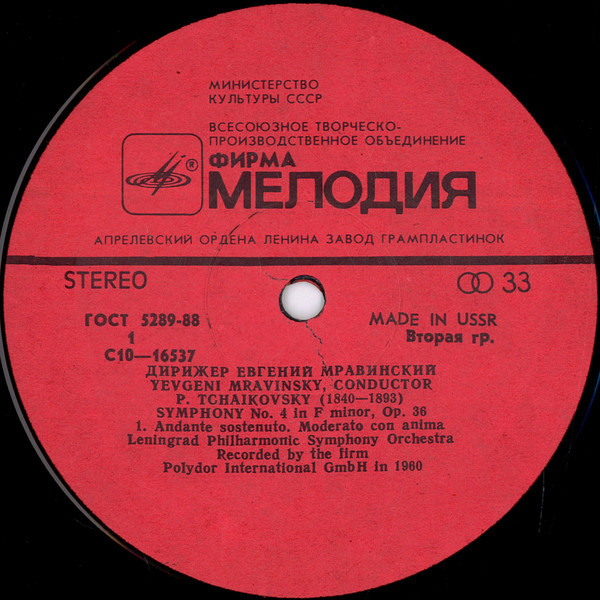 МИНИСТЕРСТВО
КУЛЬТУРЫ СССР
ВСЕСОЮЗНОЕ ТВОРЧЕСКО-
ПРОИЗВОДСТВЕННОЕ ОБЪЕДИНЕНИЕ
®
ФИРМА
МЕЛОДИЯ
АПРЕЛЕВСКИЙ ОРДЕНА ЛЕНИНА ЗАВОД ГРАМПЛАСТИНОК
STEREO 33
ГОСТ 5289-88 MADE IN USSR
1 Вторая гр.
С10—16537
ДИРИЖЕР ЕВГЕНИЙ МРАВИНСКИЙ
YEVGENI MRAVINSKY, CONDUCTOR
P. TCHAIKOVSKY (1840—1893)
SYMPHONY No. 4 in F minor, Op. 36
1. Andante sostenuto. Moderato con anima
Leningrad Philharmonic Symphony Orchestra
Recorded by the firm
Polydor International GmbH in 1960